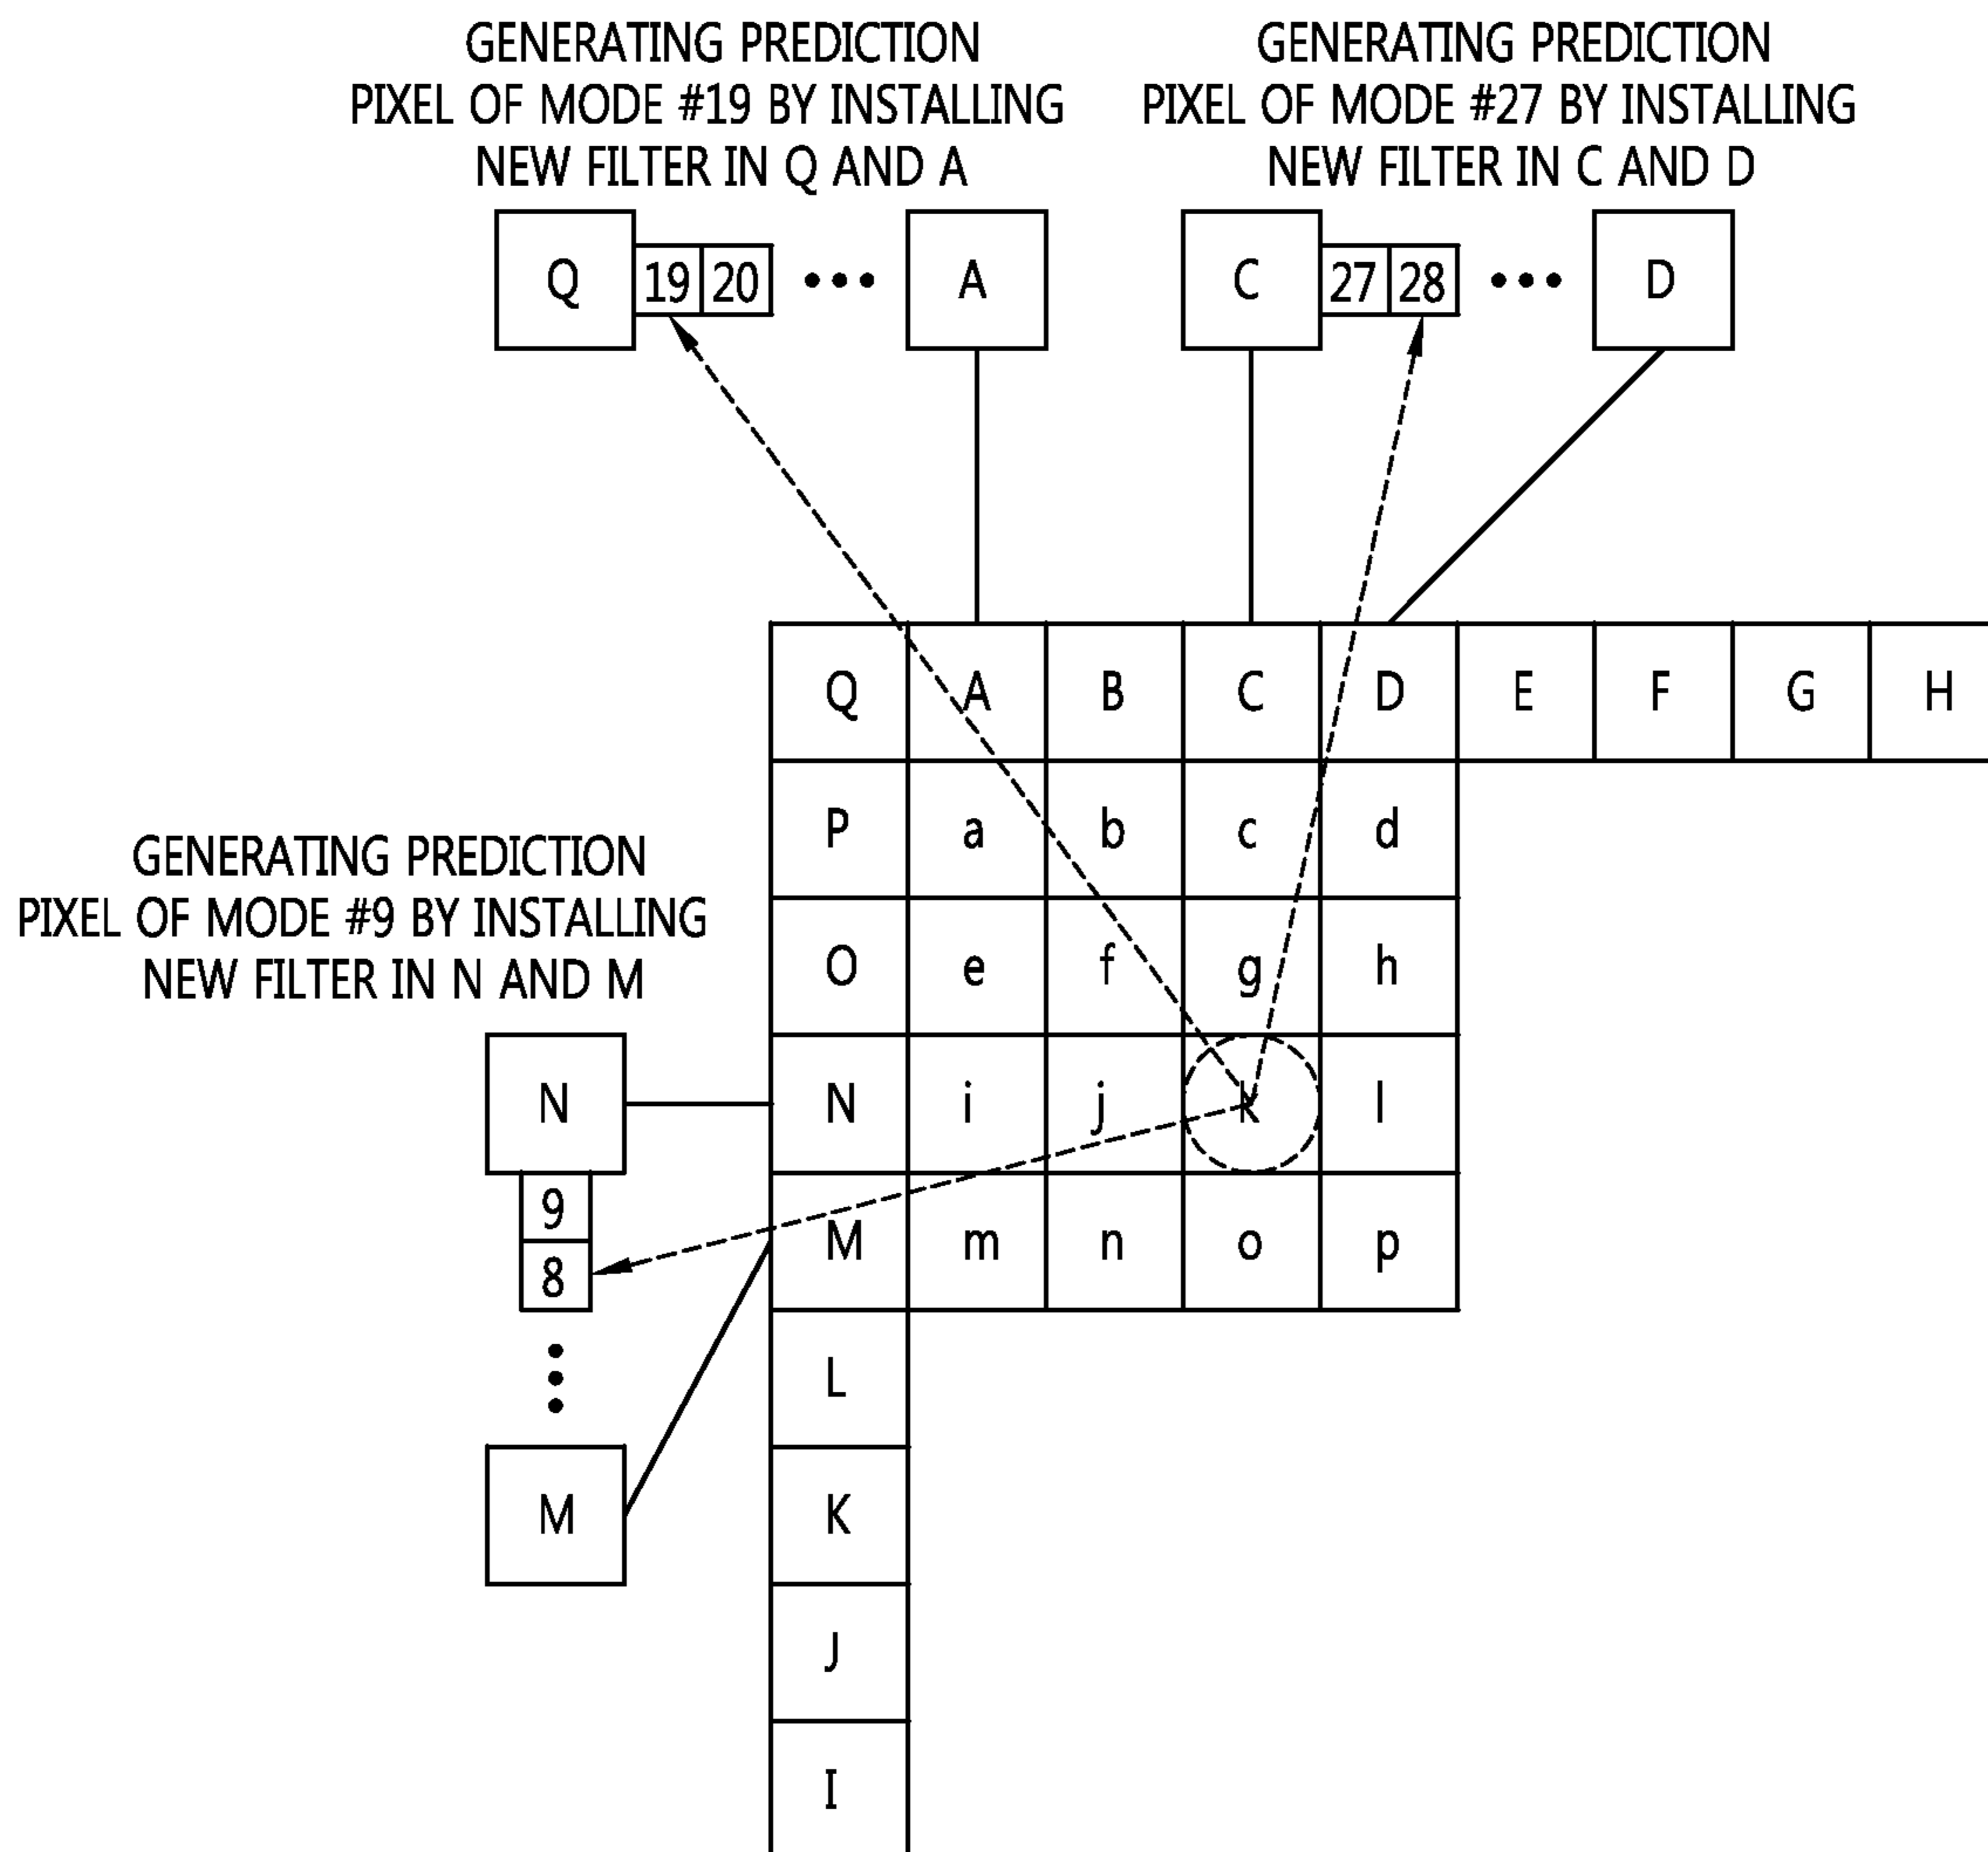 GENERATING PREDICTION
PIXEL OF MODE #19 BY INSTALLING
NEW FILTER IN Q AND A
GENERATING PREDICTION
PIXEL OF MODE #27 BY INSTALLING
NEW FILTER IN C AND D
Q 19 20 ••• A
C 27 28 ••• D
Q A B C D E F G H
P a b c d
GENERATING PREDICTION
PIXEL OF MODE #9 BY INSTALLING
NEW FILTER IN N AND M
O e f g h
N
N i j k l
9
8
M m n o p
L
K
M
J
I